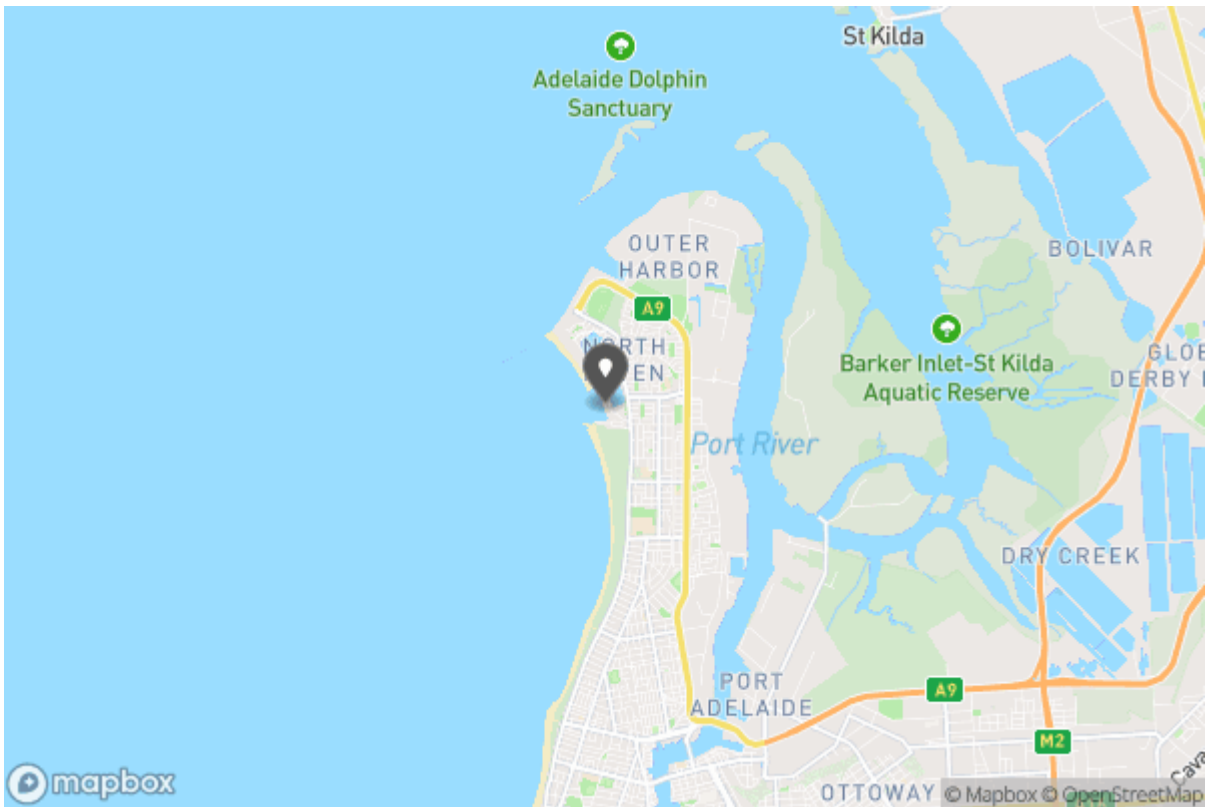 St Kilda
Adelaide Dolphin
Sanctuary
OUTER
HARBOR
BOLIVAR
A9
NORTH
Barker Inlet-St Kilda
Aquatic Reserve
Port River
DRY CREEK
PORT
ADELAIDE
A9
M2
OTTOWAY
mapbox
© Mapbox © OpenStreetMap